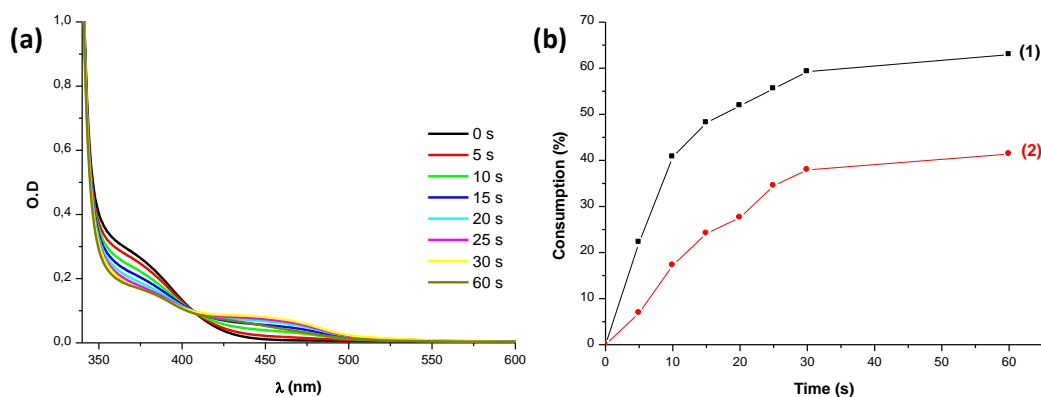 (a)
O.D
1,0
0,8
0,6
0,4
0,2
0,0
350 400 450 500 550 600
λ (nm)
0 s
5 s
10 s
15 s
20 s
25 s
30 s
60 s
(b)
Consumption (%)
70
60
50
40
30
20
10
0
0 10 20 30 40 50 60
Time (s)
(1)
(2)